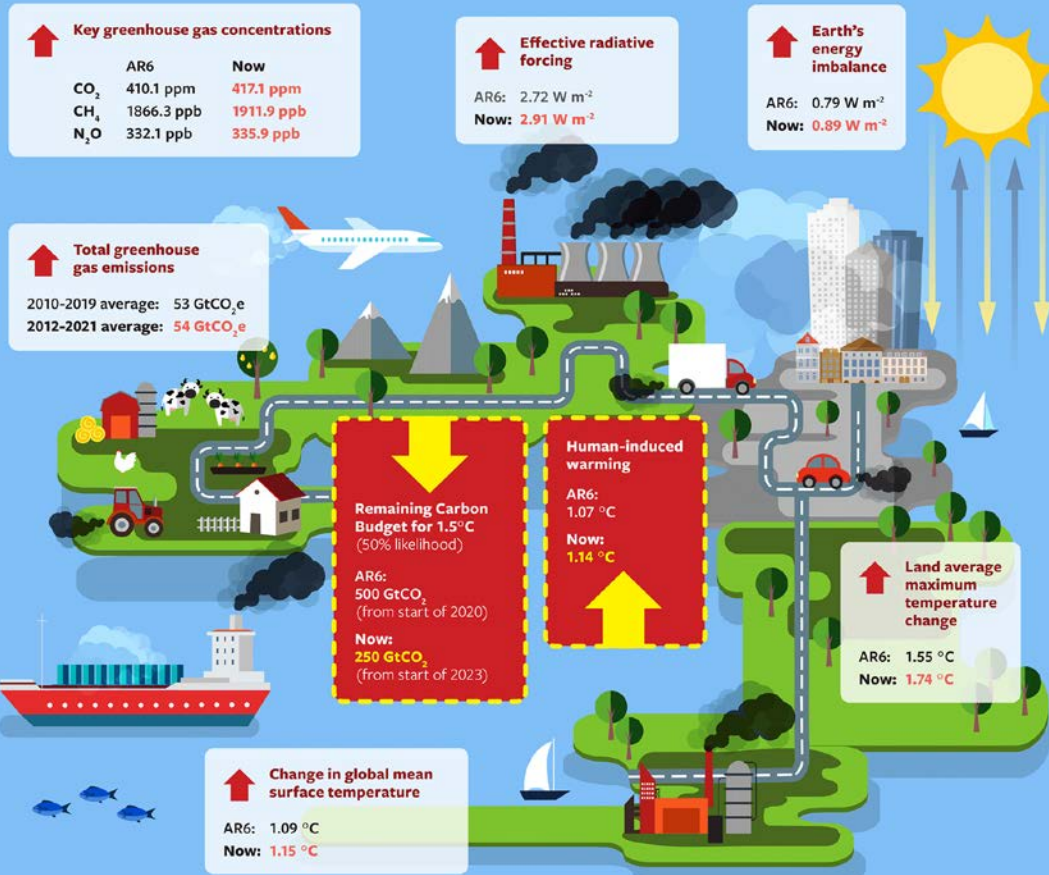 Key greenhouse gas concentrations
AR6 Now
CO₂ 410.1 ppm 417.1 ppm
CH₄ 1866.3 ppb 1911.9 ppb
N₂O 332.1 ppb 335.9 ppb
Effective radiative
forcing
AR6: 2.72 W m⁻²
Now: 2.91 W m⁻²
Earth's
energy
imbalance
AR6: 0.79 W m⁻²
Now: 0.89 W m⁻²
Total greenhouse
gas emissions
2010-2019 average: 53 GtCO₂e
2012-2021 average: 54 GtCO₂e
Remaining Carbon
Budget for 1.5°C
(50% likelihood)
AR6:
500 GtCO₂
(from start of 2020)
Now:
250 GtCO₂
(from start of 2023)
Human-induced
warming
AR6:
1.07 °C
Now:
1.14 °C
Land average
maximum
temperature
change
AR6: 1.55 °C
Now: 1.74 °C
Change in global mean
surface temperature
AR6: 1.09 °C
Now: 1.15 °C